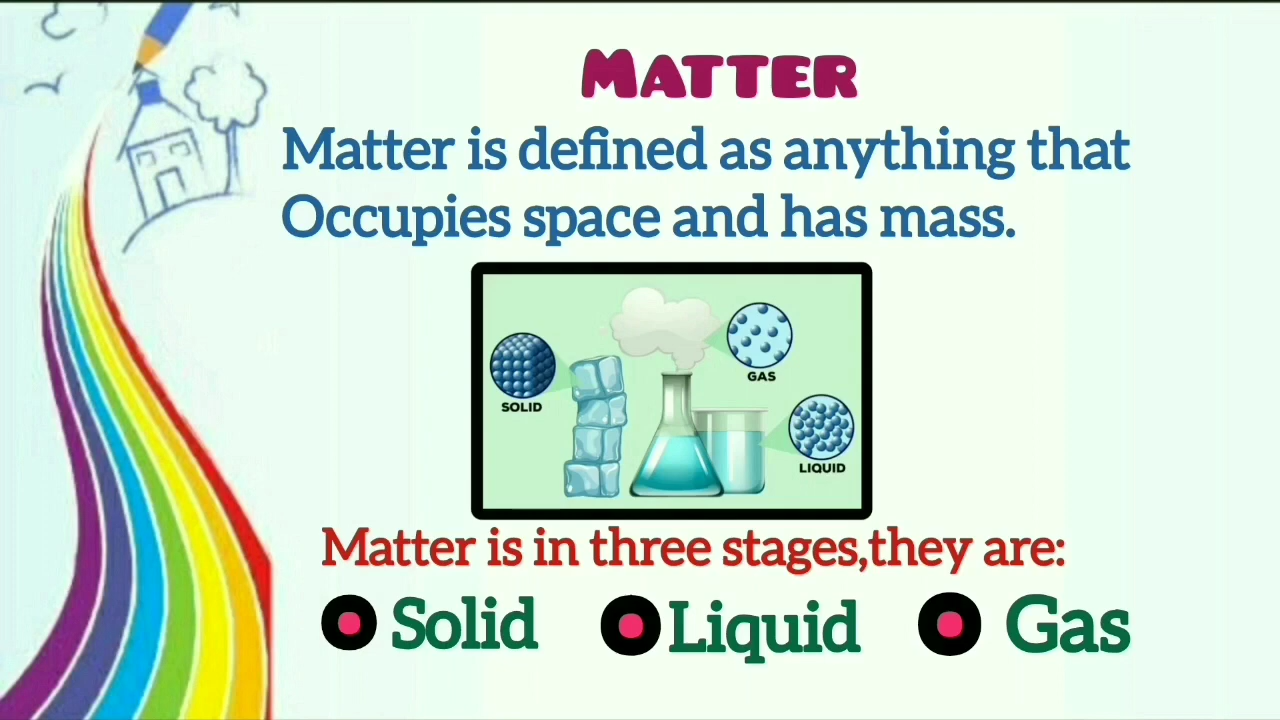 MATTER
Matter is defined as anything that
Occupies space and has mass.
GAS
SOLID
LIQUID
Matter is in three stages,they are:
Solid Liquid Gas